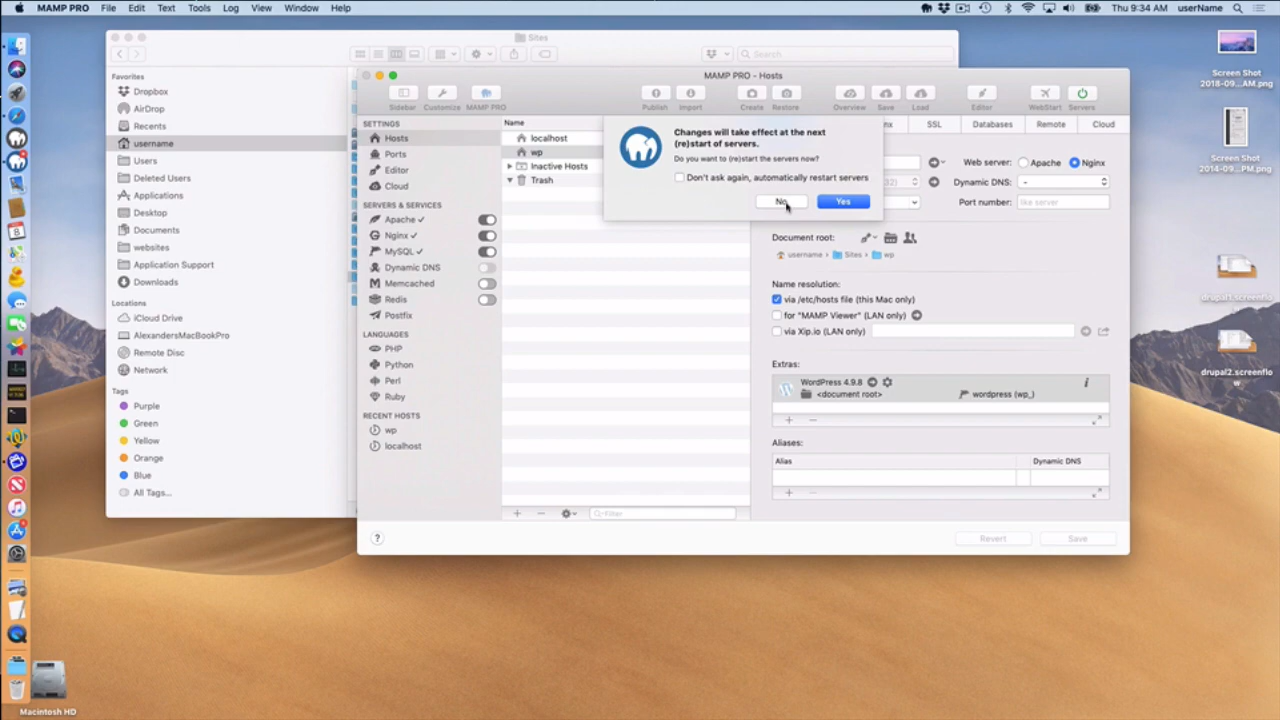 MAMP PRO File Edit Text Tools Log View Window Help
Thu 9:34 AM userName
Sites
Search
Favorites
Dropbox
AirDrop
Recents
username
Users
Deleted Users
Applications
Desktop
Documents
websites
Application Support
Downloads
Locations
iCloud Drive
AlexandersMacBookPro
Remote Disc
Network
Tags
Purple
Green
Yellow
Orange
Blue
All Tags...
MAMP PRO - Hosts
Sidebar Customize MAMP PRO Publish Import Create Restore Overview Save Load Editor WebStart Servers
SETTINGS
Hosts
Ports
Editor
Cloud
SERVERS & SERVICES
Apache ✓
Nginx ✓
MySQL ✓
Dynamic DNS
Memcached
Redis
Postfix
LANGUAGES
PHP
Python
Perl
Ruby
RECENT HOSTS
wp
localhost
Name
localhost
wp
Inactive Hosts
Trash
Filter
Changes will take effect at the next
(re)start of servers.
Do you want to (re)start the servers now?
Don't ask again, automatically restart servers
No Yes
SSL Databases Remote Cloud
Web server: Apache Nginx
Dynamic DNS: -
Port number: like server
Document root:
username › Sites › wp
Name resolution:
via /etc/hosts file (this Mac only)
for "MAMP Viewer" (LAN only)
via Xip.io (LAN only)
Extras:
WordPress 4.9.8
<document root> wordpress (wp_)
Aliases:
Alias Dynamic DNS
? Revert Save
Screen Shot
2018-09...AM.png
Screen Shot
2014-09...PM.png
drupal1.screenflo
w
drupal2.screenflo
w
Macintosh HD